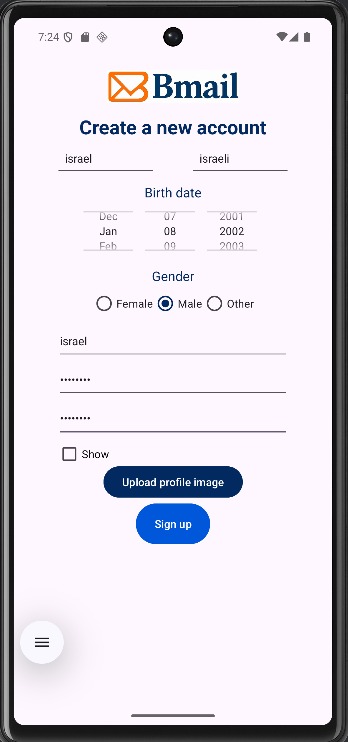 7:24
Bmail
Create a new account
israel israeli
Birth date
Dec 07 2001
Jan 08 2002
Feb 09 2003
Gender
Female Male Other
israel
••••••••
••••••••
Show
Upload profile image
Sign up